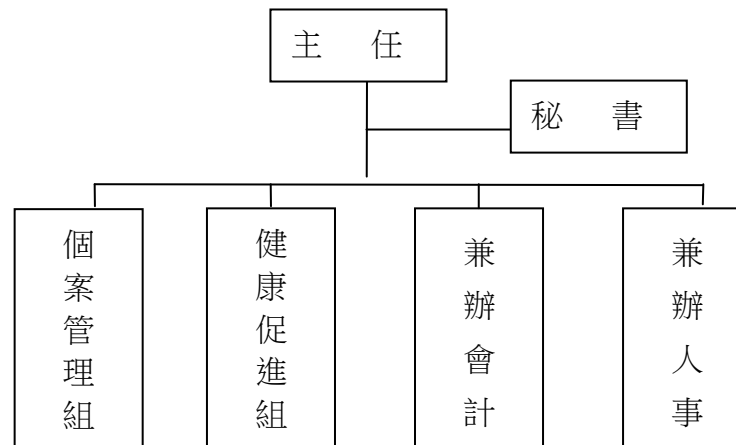 主 任
秘 書
個案管理組
健康促進組
兼辦會計
兼辦人事